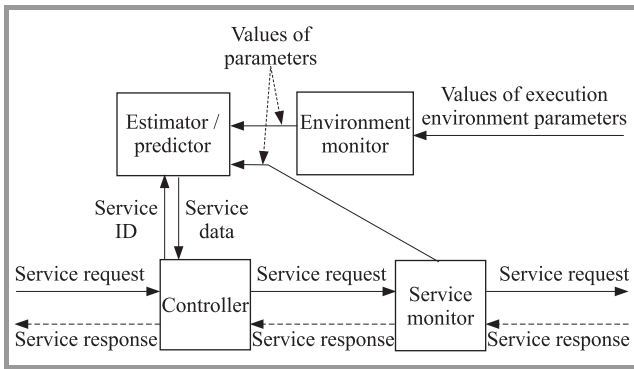 Values of
parameters
Estimator /
predictor
Environment
monitor
Values of execution
environment parameters
Service
ID
Service
data
Service request
Controller
Service request
Service
monitor
Service request
Service response
Service response
Service response